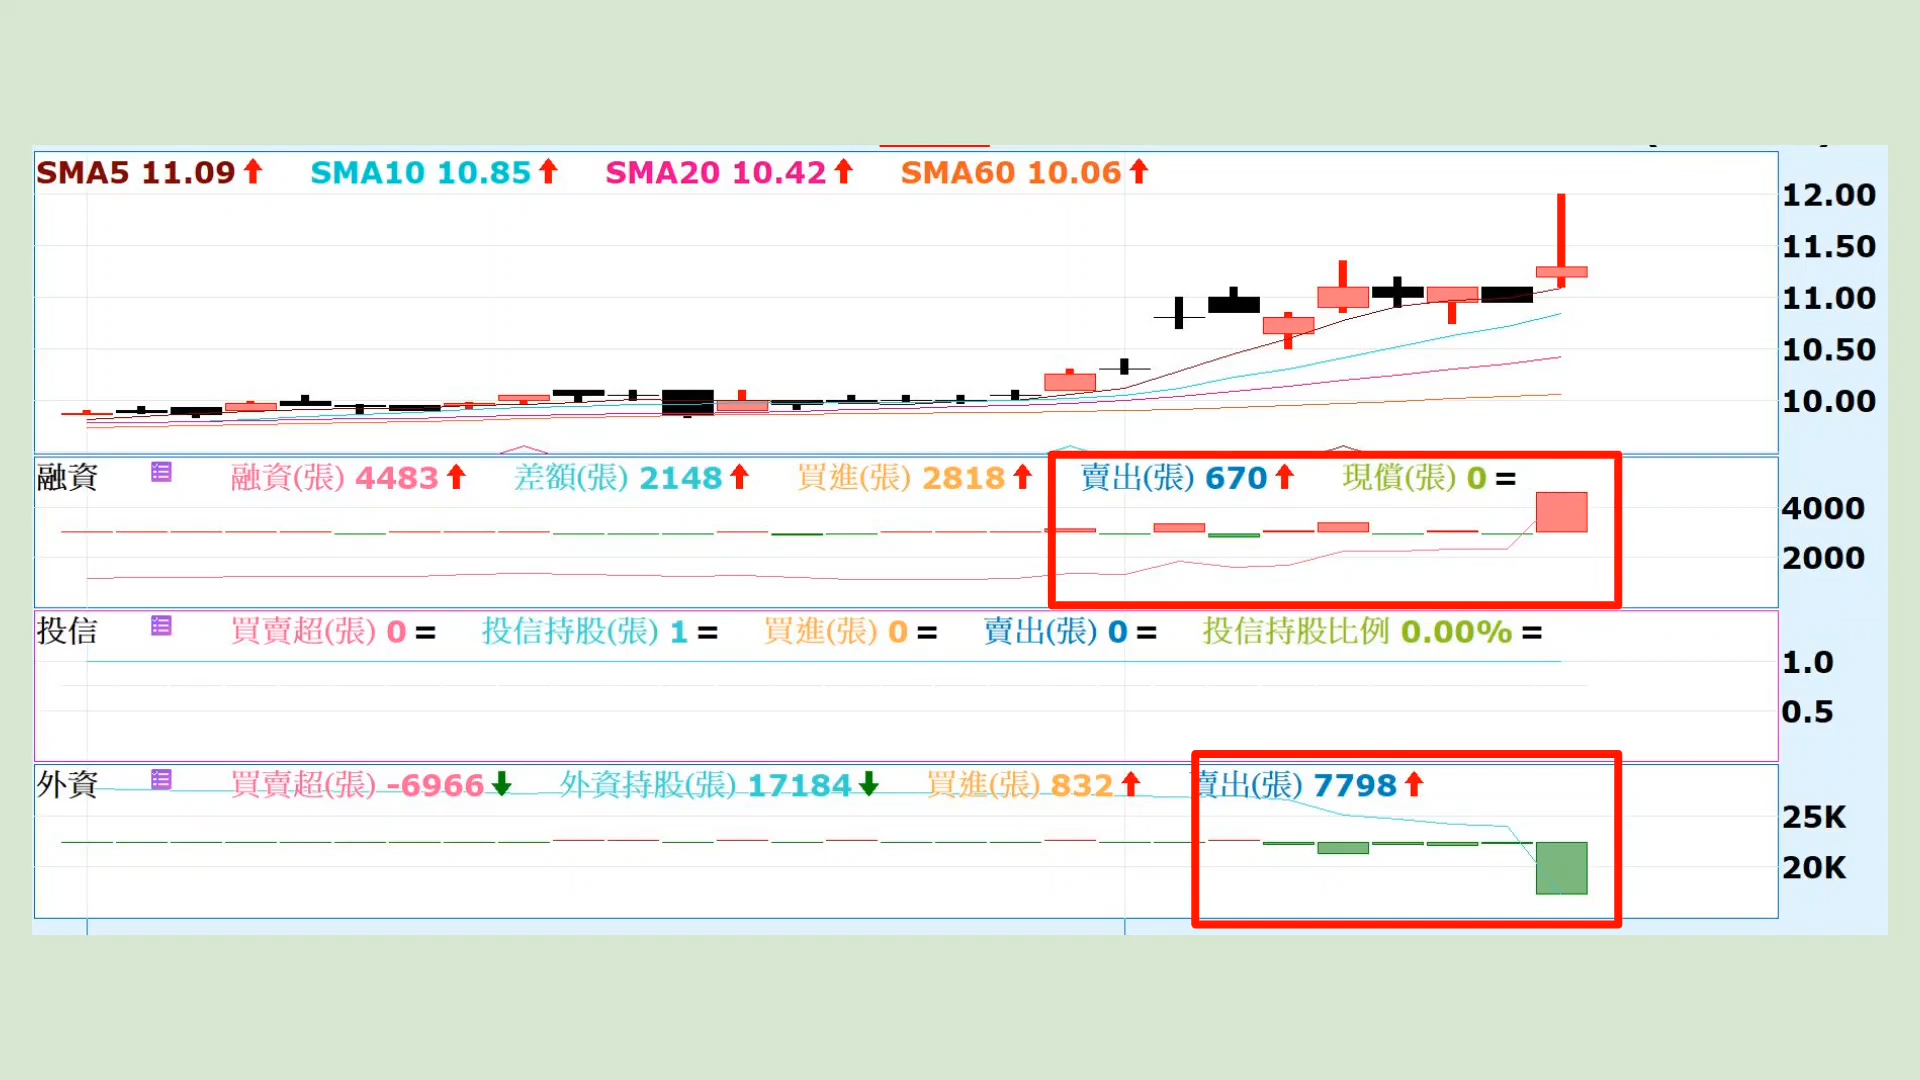 SMA5 11.09 SMA10 10.85 SMA20 10.42 SMA60 10.06
12.00
11.50
11.00
10.50
10.00
融資 融資(張) 4483 差額(張) 2148 買進(張) 2818 賣出(張) 670 現償(張) 0 =
4000
2000
投信 買賣超(張) 0 = 投信持股(張) 1 = 買進(張) 0 = 賣出(張) 0 = 投信持股比例 0.00% =
1.0
0.5
外資 買賣超(張) -6966 外資持股(張) 17184 買進(張) 832 賣出(張) 7798
25K
20K